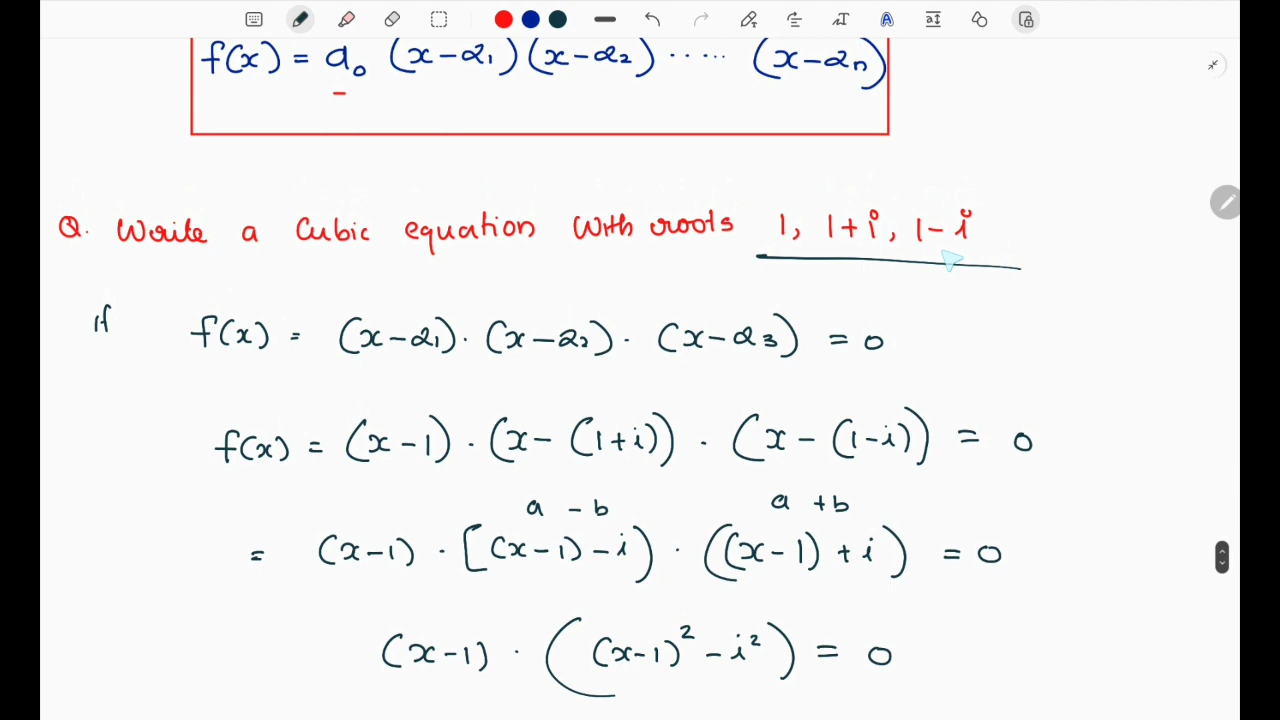 f(x) = a₀ (x-α₁)(x-α₂) ..... (x-αn)
Q. Write a Cubic equation With roots 1, 1+i, 1-i
if f(x) = (x-α₁).(x-α₂).(x-α₃) = 0
f(x) = (x-1).(x-(1+i)).(x-(1-i)) = 0
a - b a + b
= (x-1).[(x-1)-i).((x-1)+i) = 0
(x-1).((x-1)²-i²) = 0